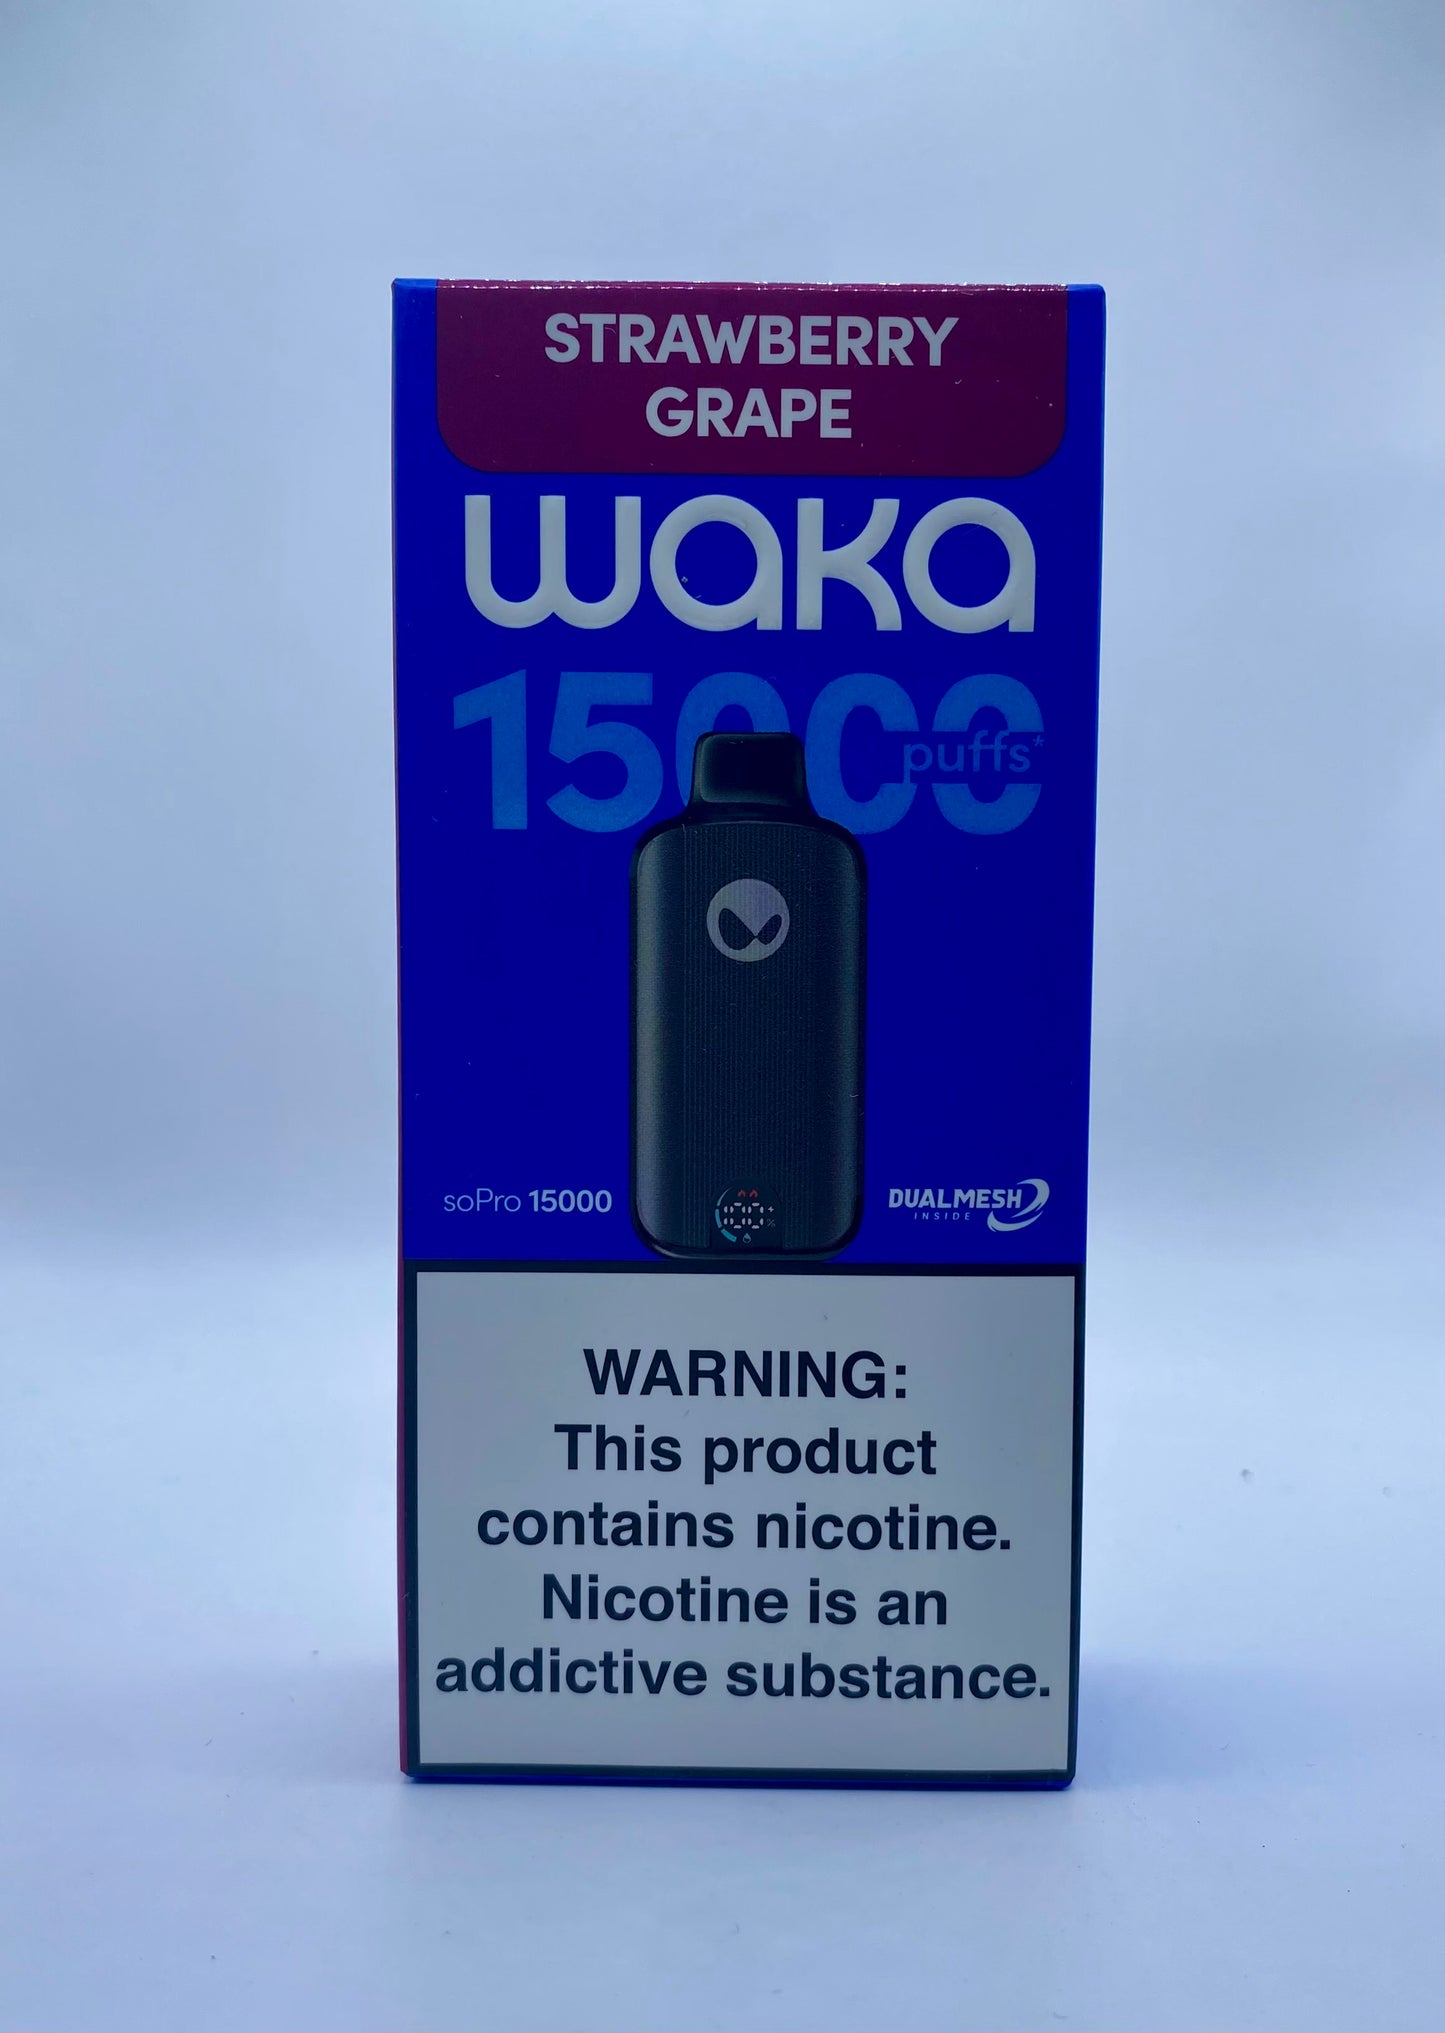 STRAWBERRY
GRAPE
waka
15000
puffs*
soPro 15000
DUALMESH
INSIDE
100%
WARNING:
This product
contains nicotine.
Nicotine is an
addictive substance.